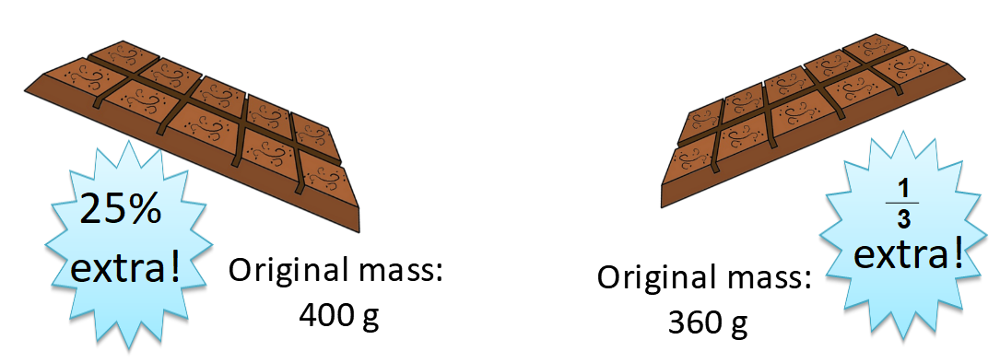 25%
extra!
Original mass:
400 g
1
3
extra!
Original mass:
360 g